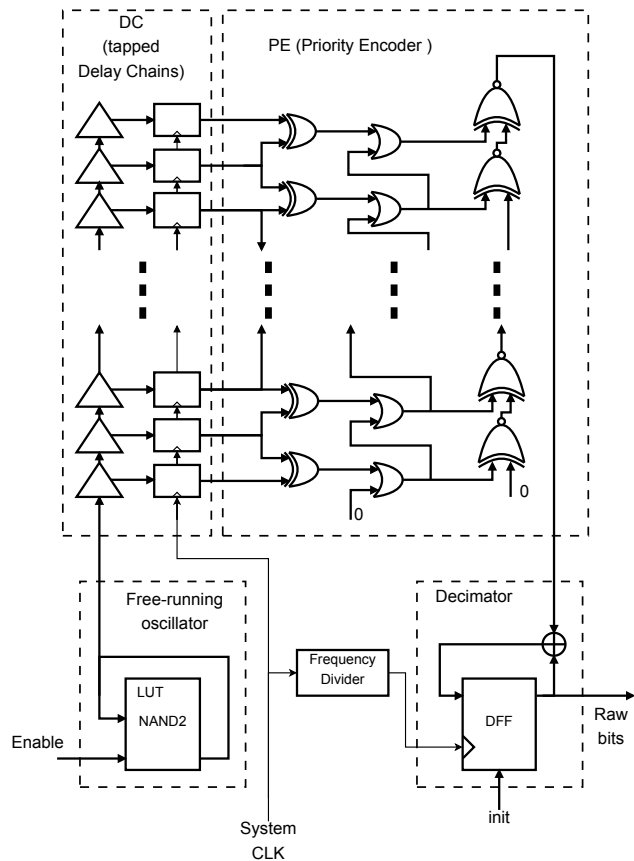 DC
(tapped
Delay Chains)
PE (Priority Encoder )
0
0
Free-running
oscillator
LUT
NAND2
Enable
Frequency
Divider
System
CLK
Decimator
DFF
init
Raw
bits